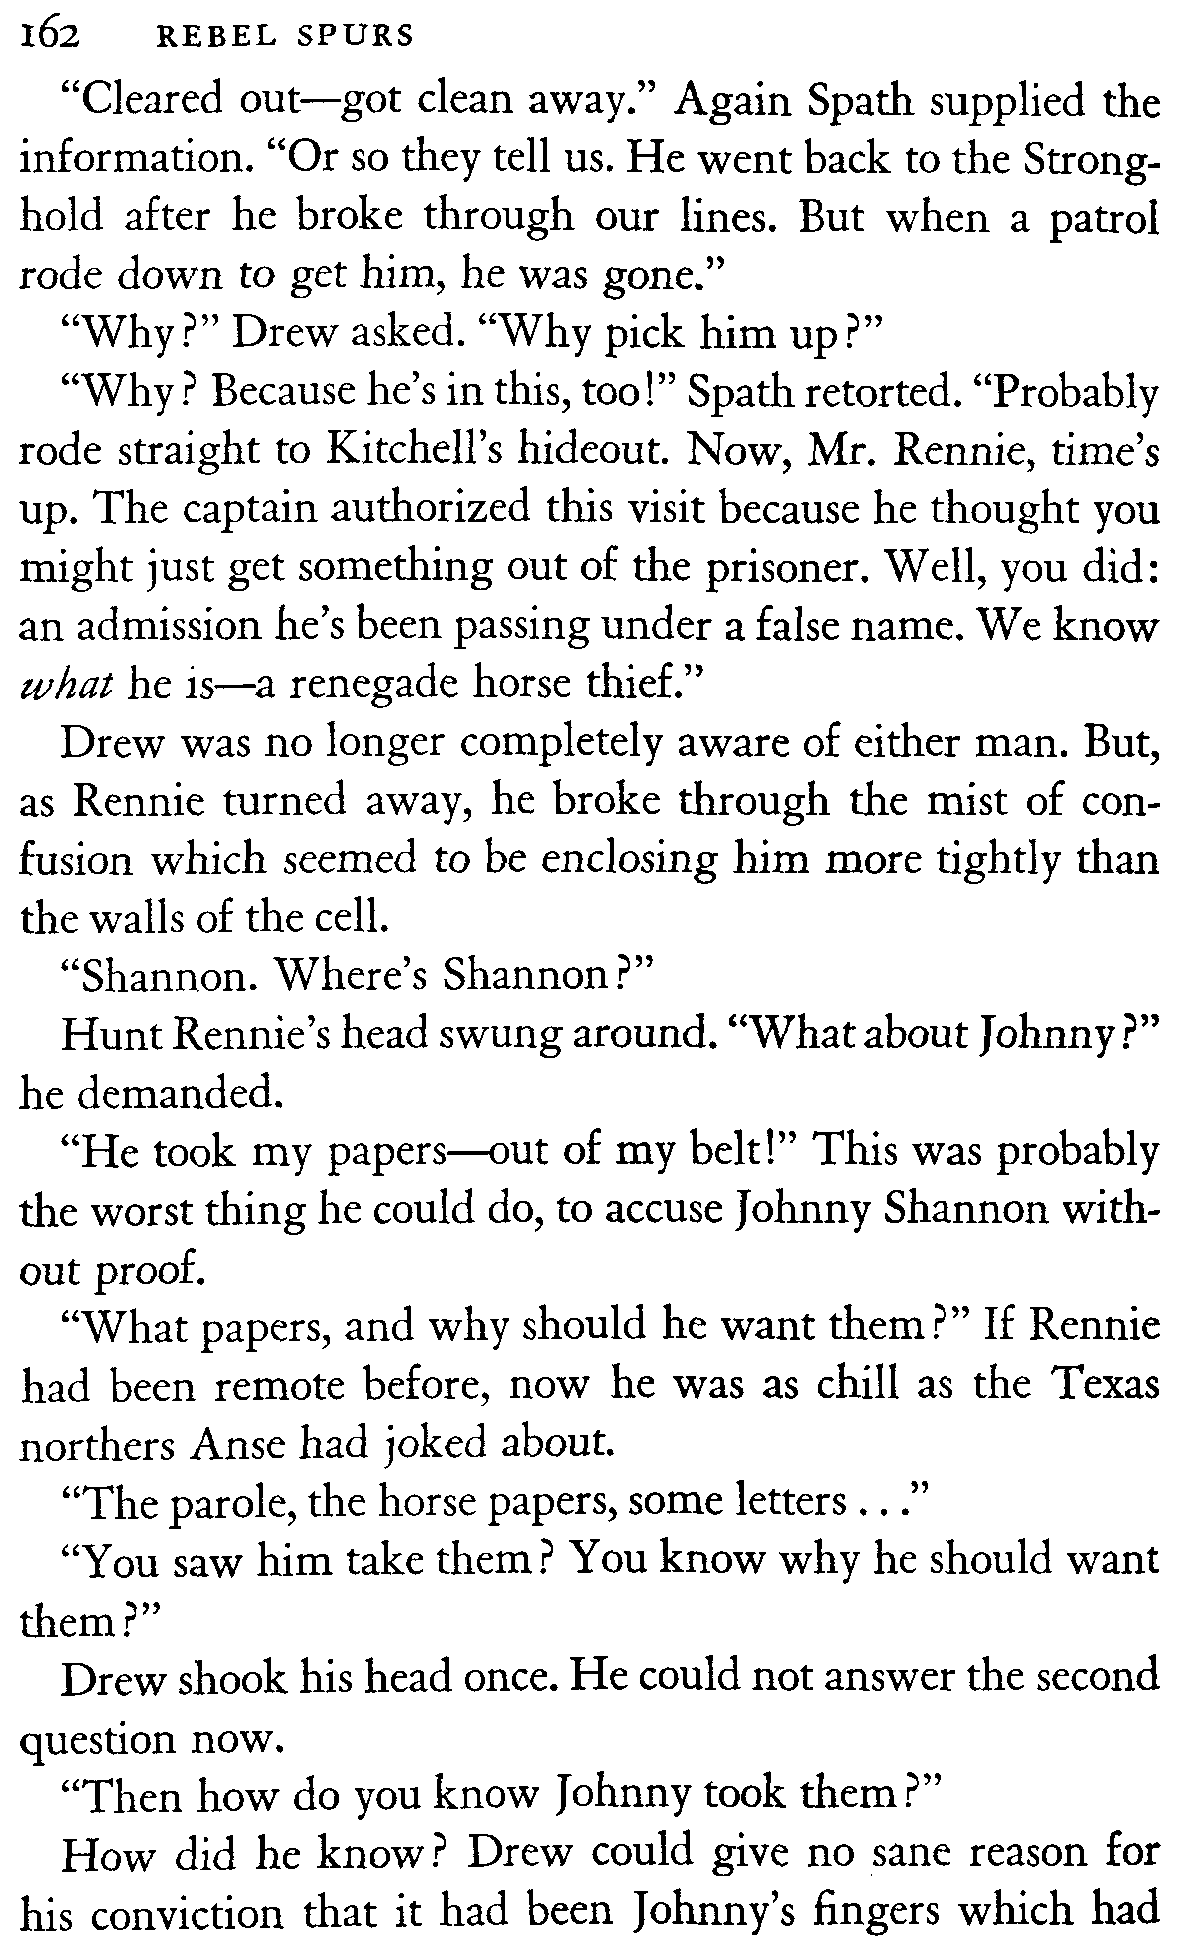 162 REBEL SPURS
“Cleared out—got clean away.” Again Spath supplied the
information. “Or so they tell us. He went back to the Strong-
hold after he broke through our lines. But when a patrol
rode down to get him, he was gone.”
“Why?” Drew asked. “Why pick him up?”
“Why? Because he’s in this, too!” Spath retorted. “Probably
rode straight to Kitchell’s hideout. Now, Mr. Rennie, time’s
up. The captain authorized this visit because he thought you
might just get something out of the prisoner. Well, you did:
an admission he’s been passing under a false name. We know
what he is—a renegade horse thief.”
Drew was no longer completely aware of either man. But,
as Rennie turned away, he broke through the mist of con-
fusion which seemed to be enclosing him more tightly than
the walls of the cell.
“Shannon. Where’s Shannon?”
Hunt Rennie’s head swung around. “What about Johnny?”
he demanded.
“He took my papers—out of my belt!” This was probably
the worst thing he could do, to accuse Johnny Shannon with-
out proof.
“What papers, and why should he want them?” If Rennie
had been remote before, now he was as chill as the Texas
northers Anse had joked about.
“The parole, the horse papers, some letters . . .”
“You saw him take them? You know why he should want
them?”
Drew shook his head once. He could not answer the second
question now.
“Then how do you know Johnny took them?”
How did he know? Drew could give no sane reason for
his conviction that it had been Johnny’s fingers which had